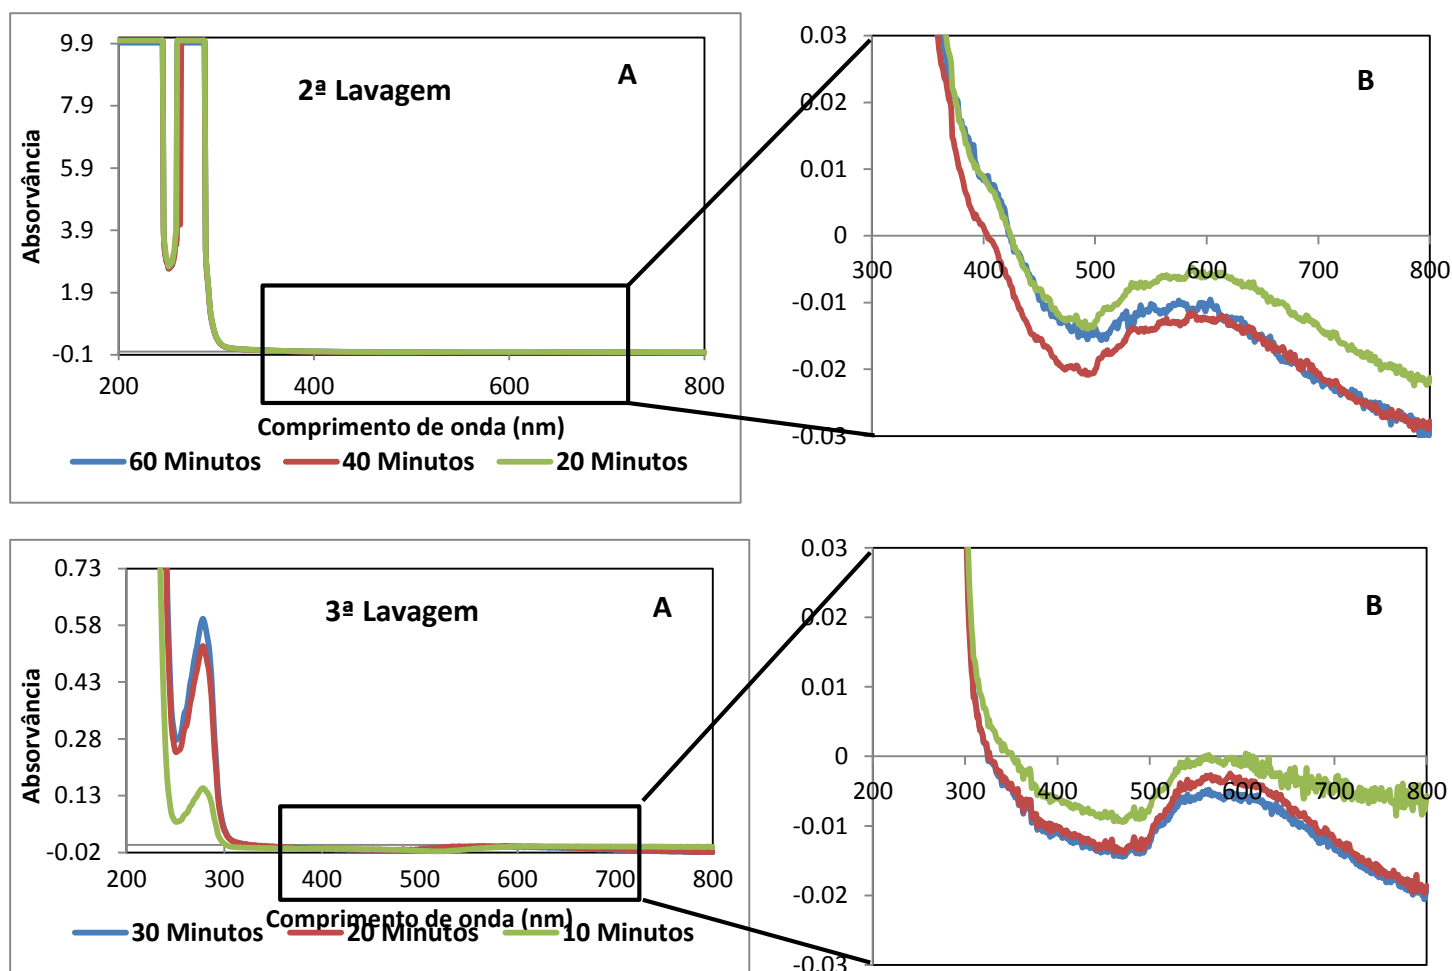 2ª Lavagem
A
Absorvância
9.9
7.9
5.9
3.9
1.9
-0.1
200 400 600 800
Comprimento de onda (nm)
60 Minutos 40 Minutos 20 Minutos
B
0.03
0.02
0.01
0
-0.01
-0.02
-0.03
300 400 500 600 700 800
3ª Lavagem
A
Absorvância
0.73
0.58
0.43
0.28
0.13
-0.02
200 300 400 500 600 700 800
Comprimento de onda (nm)
30 Minutos 20 Minutos 10 Minutos
B
0.03
0.02
0.01
0
-0.01
-0.02
-0.03
200 300 400 500 600 700 800